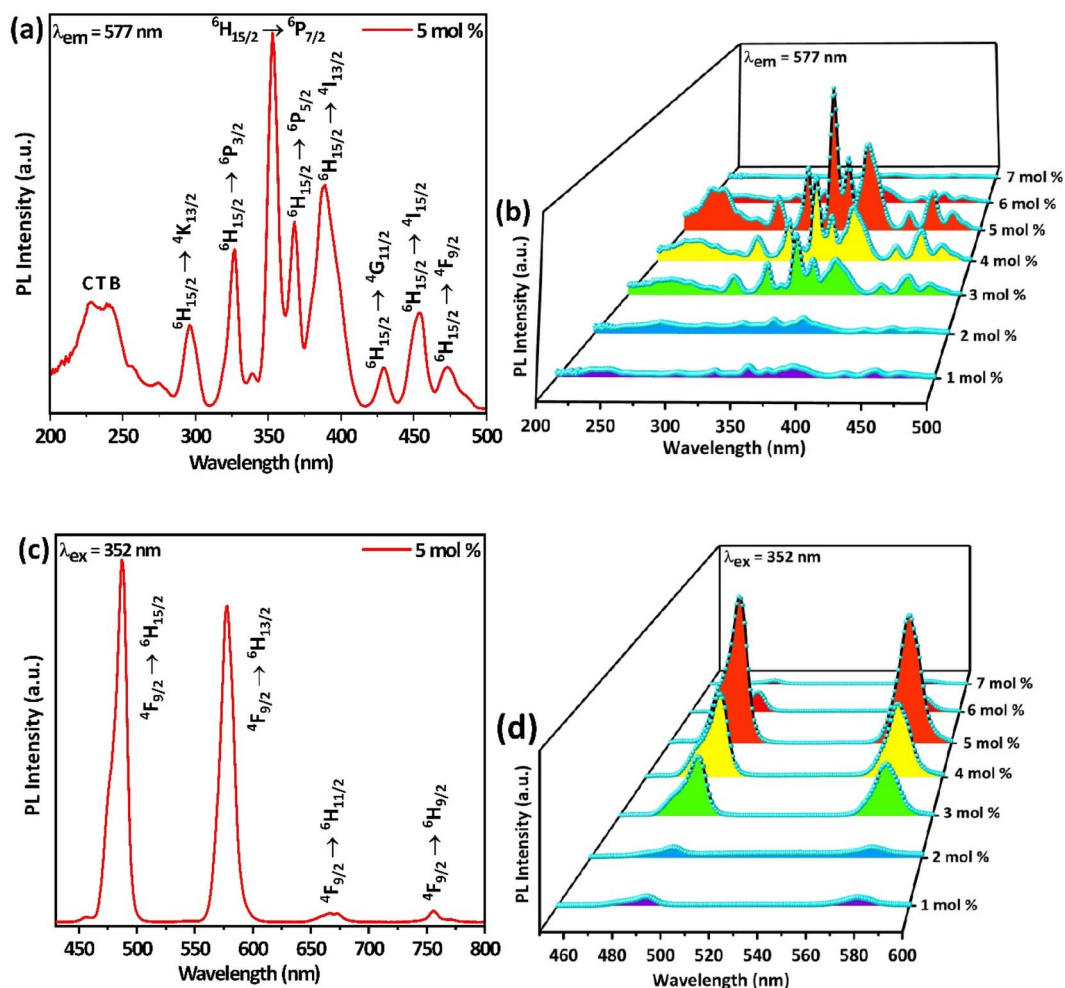 (a)
λem = 577 nm
5 mol %
CTB
⁶H₁₅/₂ → ⁴K₁₃/₂
⁶H₁₅/₂ → ⁶P₃/₂
⁶H₁₅/₂ → ⁶P₇/₂
⁶H₁₅/₂ → ⁶P₅/₂
⁶H₁₅/₂ → ⁴I₁₃/₂
⁶H₁₅/₂ → ⁴G₁₁/₂
⁶H₁₅/₂ → ⁴I₁₅/₂
⁶H₁₅/₂ → ⁴F₉/₂
PL Intensity (a.u.)
200 250 300 350 400 450 500
Wavelength (nm)
(b)
λem = 577 nm
7 mol %
6 mol %
5 mol %
4 mol %
3 mol %
2 mol %
1 mol %
PL Intensity (a.u.)
200 250 300 350 400 450 500
Wavelength (nm)
(c)
λex = 352 nm
5 mol %
⁴F₉/₂ → ⁶H₁₅/₂
⁴F₉/₂ → ⁶H₁₃/₂
⁴F₉/₂ → ⁶H₁₁/₂
⁴F₉/₂ → ⁶H₉/₂
PL Intensity (a.u.)
450 500 550 600 650 700 750 800
Wavelength (nm)
(d)
λex = 352 nm
7 mol %
6 mol %
5 mol %
4 mol %
3 mol %
2 mol %
1 mol %
PL Intensity (a.u.)
460 480 500 520 540 560 580 600
Wavelength (nm)